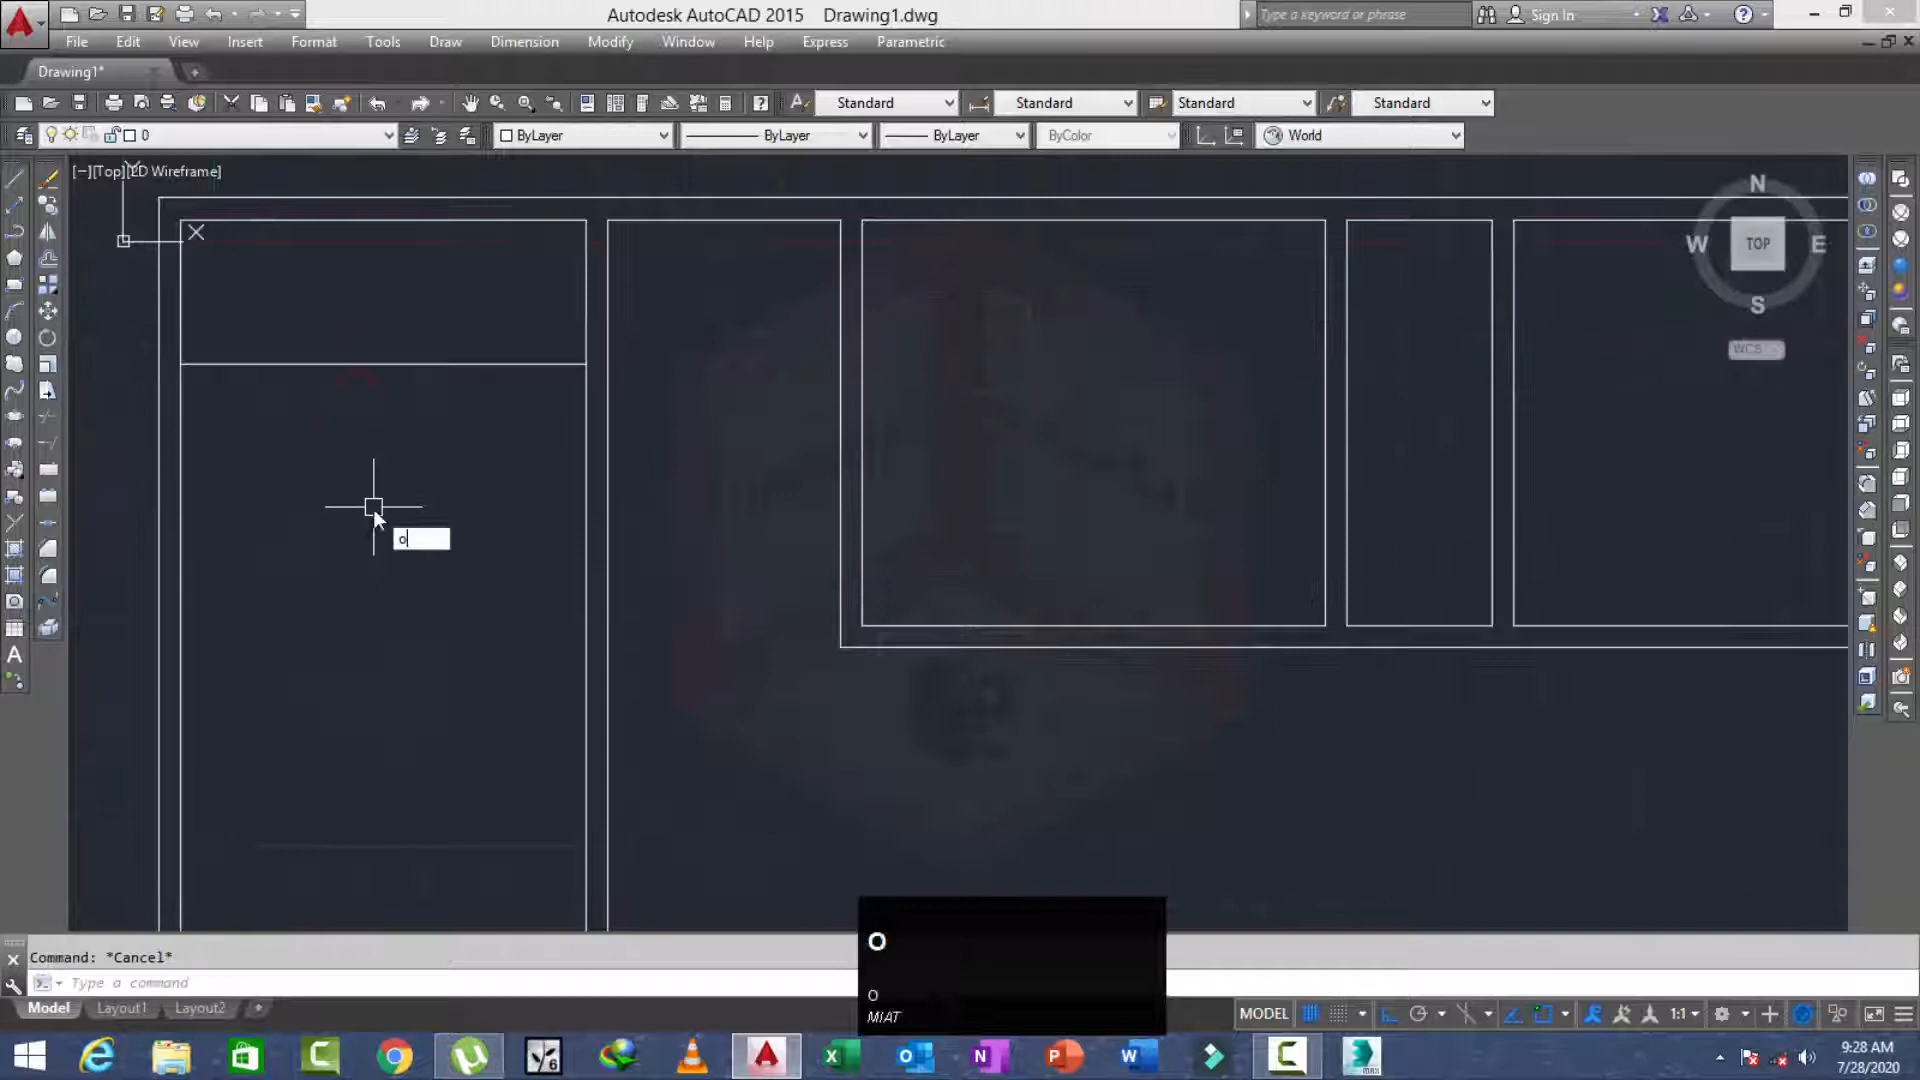 Autodesk AutoCAD 2015 Drawing1.dwg
Type a keyword or phrase
Sign In
File Edit View Insert Format Tools Draw Dimension Modify Window Help Express Parametric
Drawing1*
Standard Standard Standard Standard
0 ByLayer ByLayer ByLayer ByColor World
[−][Top][2D Wireframe]
N
W TOP E
S
WCS
o
A
Command: *Cancel*
Type a command
O
O
MIAT
Model Layout1 Layout2
MODEL 1:1
9:28 AM
7/28/2020